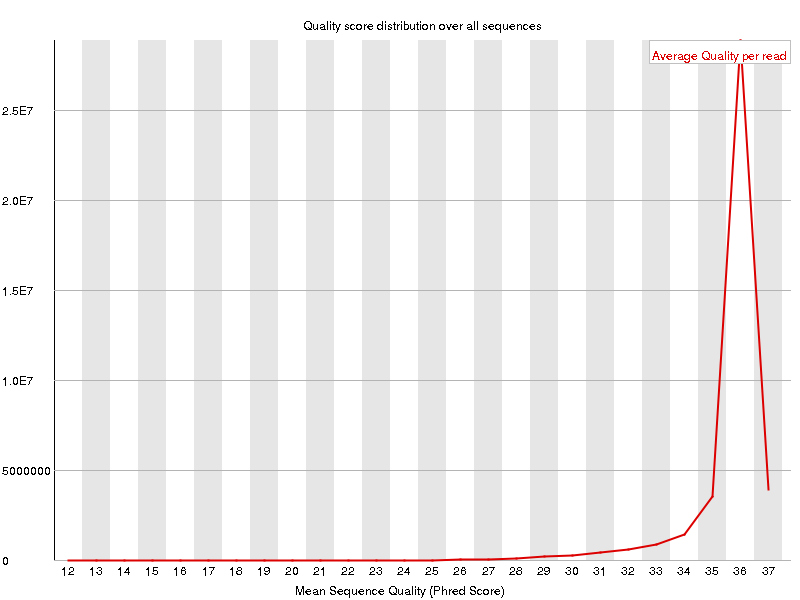 Quality score distribution over all sequences
Average Quality per read
2.5E7
2.0E7
1.5E7
1.0E7
5000000
0
12 13 14 15 16 17 18 19 20 21 22 23 24 25 26 27 28 29 30 31 32 33 34 35 36 37
Mean Sequence Quality (Phred Score)